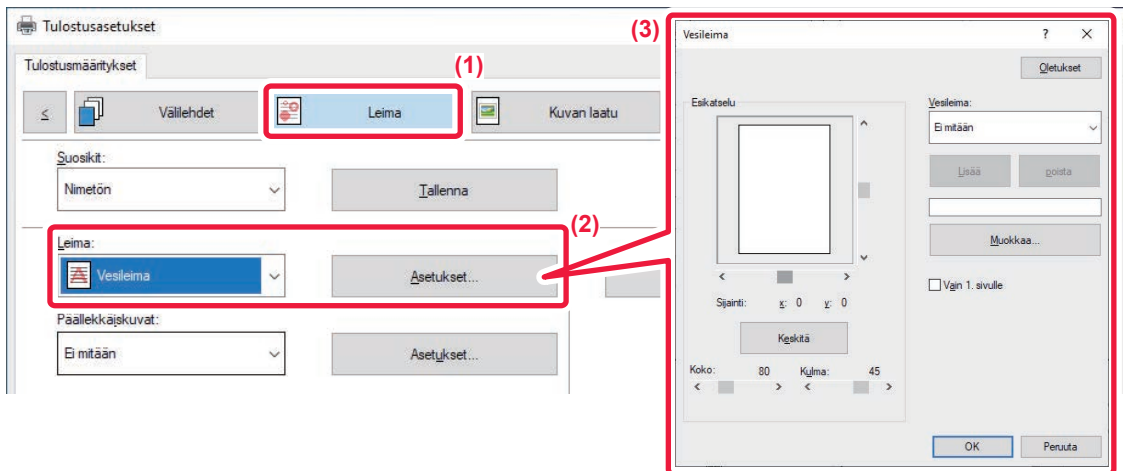 Tulostusasetukset
Tulostusmääritykset
(1)
≤ Välilehdet Leima Kuvan laatu
Suosikit:
Nimetön Tallenna
(2)
Leima:
Vesileima Asetukset...
Päällekkäiskuvat:
Ei mitään Asetukset...
(3)
Vesileima ? ×
Oletukset
Esikatselu
Vesileima:
Ei mitään
Lisää poista
Muokkaa...
Vain 1. sivulle
Sijainti: x: 0 y: 0
Keskitä
Koko: 80 Kulma: 45
OK Peruuta